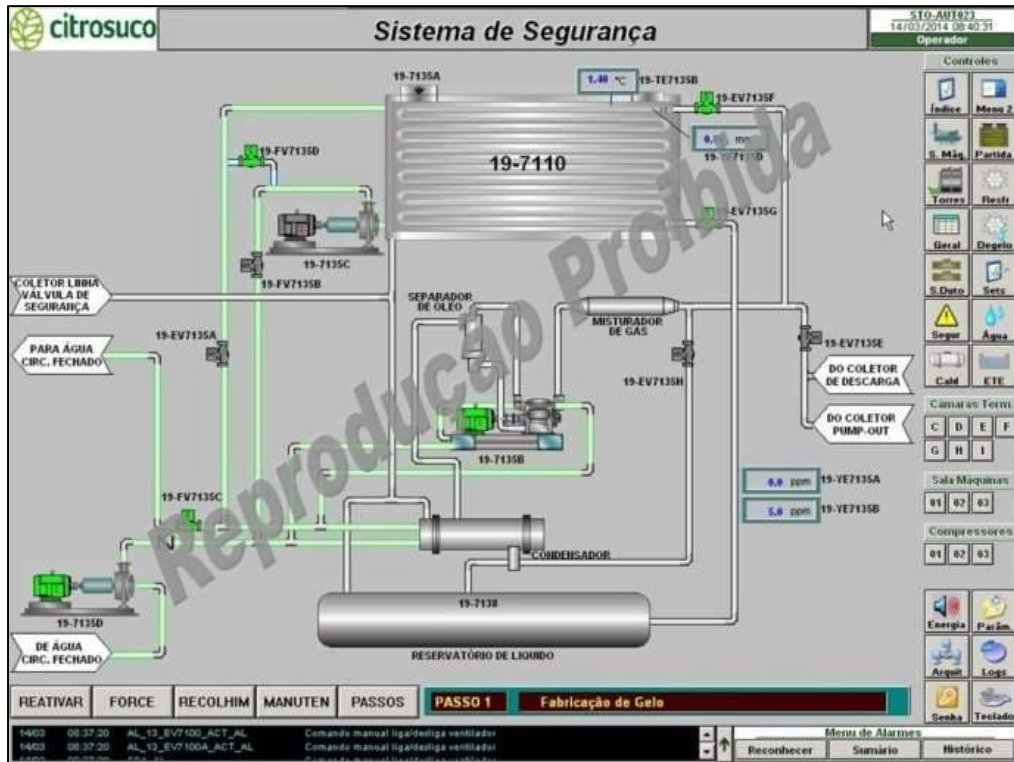 citrosuco
Sistema de Segurança
STO-AUT023
14/03/2014 08:40:31
Operador
Controles
Índice
Menu 2
S. Máq.
Partida
Torres
Resfr
Geral
Degelo
S.Duto
Sets
Segur
Água
Cald
ETE
Câmaras Term
C D E F
G H I
Sala Maquinas
01 02 03
Compressores
01 02 03
Energia
Parâm.
Arquit
Logs
Senha
Teclado
19-7135A
1.40 °C
19-TE7135B
19-EV7135F
19-FV7135D
19-7110
19-EV7135G
19-7135C
19-FV7135B
COLETOR LINHA
VÁLVULA DE
SEGURANÇA
SEPARADOR
DE OLEO
MISTURADOR
DE GAS
19-EV7135A
19-EV7135E
PARA ÁGUA
CIRC. FECHADO
19-EV7135H
DO COLETOR
DE DESCARGA
DO COLETOR
PUMP-OUT
19-7135B
0.0 ppm 19-YE7135A
5.0 ppm 19-YE7135B
19-FV7135C
CONDENSADOR
19-7138
19-7135D
DE ÁGUA
CIRC. FECHADO
RESERVATÓRIO DE LIQUIDO
Reproducao Proibida
REATIVAR FORCE RECOLHIM MANUTEN PASSOS PASSO 1 Fabricação de Gelo
14/03 08:37:20 AL_13_EV7100_ACT_AL Comando manual liga/desliga ventilador
14/03 08:37:20 AL_13_EV7100A_ACT_AL Comando manual liga/desliga ventilador
Menu de Alarmes
Reconhecer Sumário Histórico